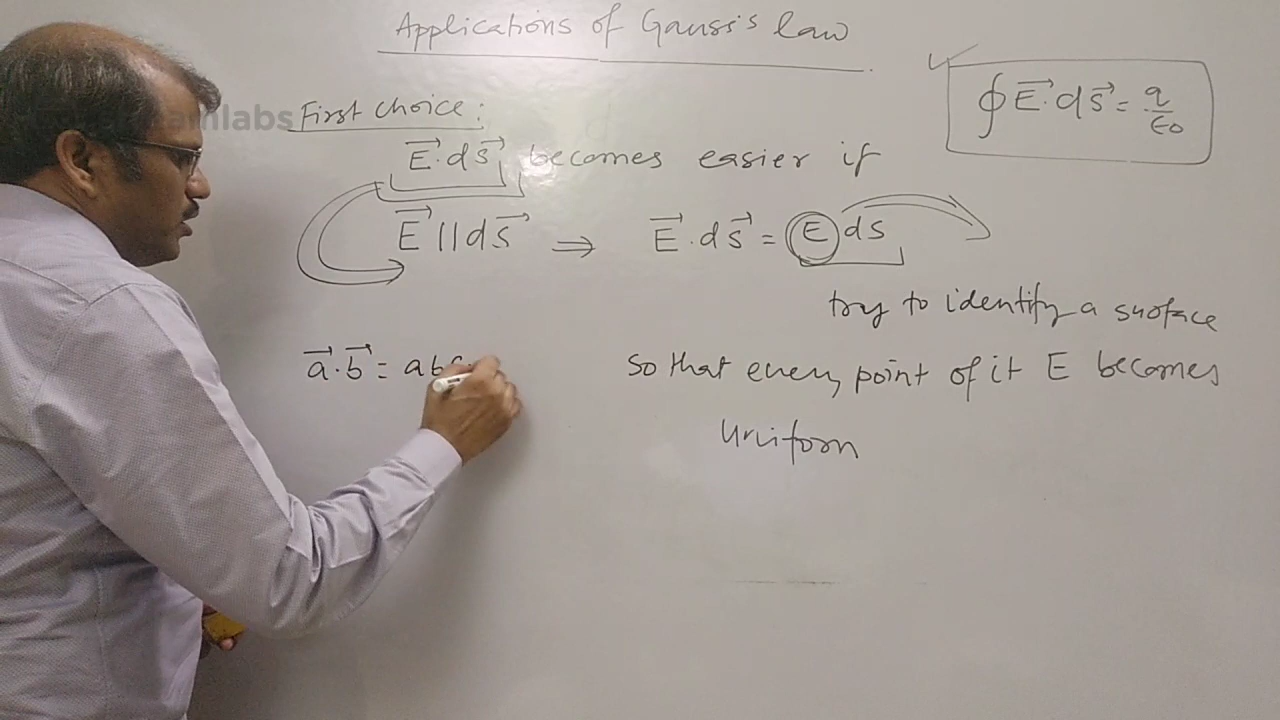 Applications of Gauss's law
∮ E⃗.dS⃗ = q/ε0
mlabs
First choice:
E⃗.dS⃗ becomes easier if
E⃗ || dS⃗ ⇒ E⃗.dS⃗ = E ds
try to identify a surface
a⃗.b⃗ = ab
so that every point of it E becomes
uniform